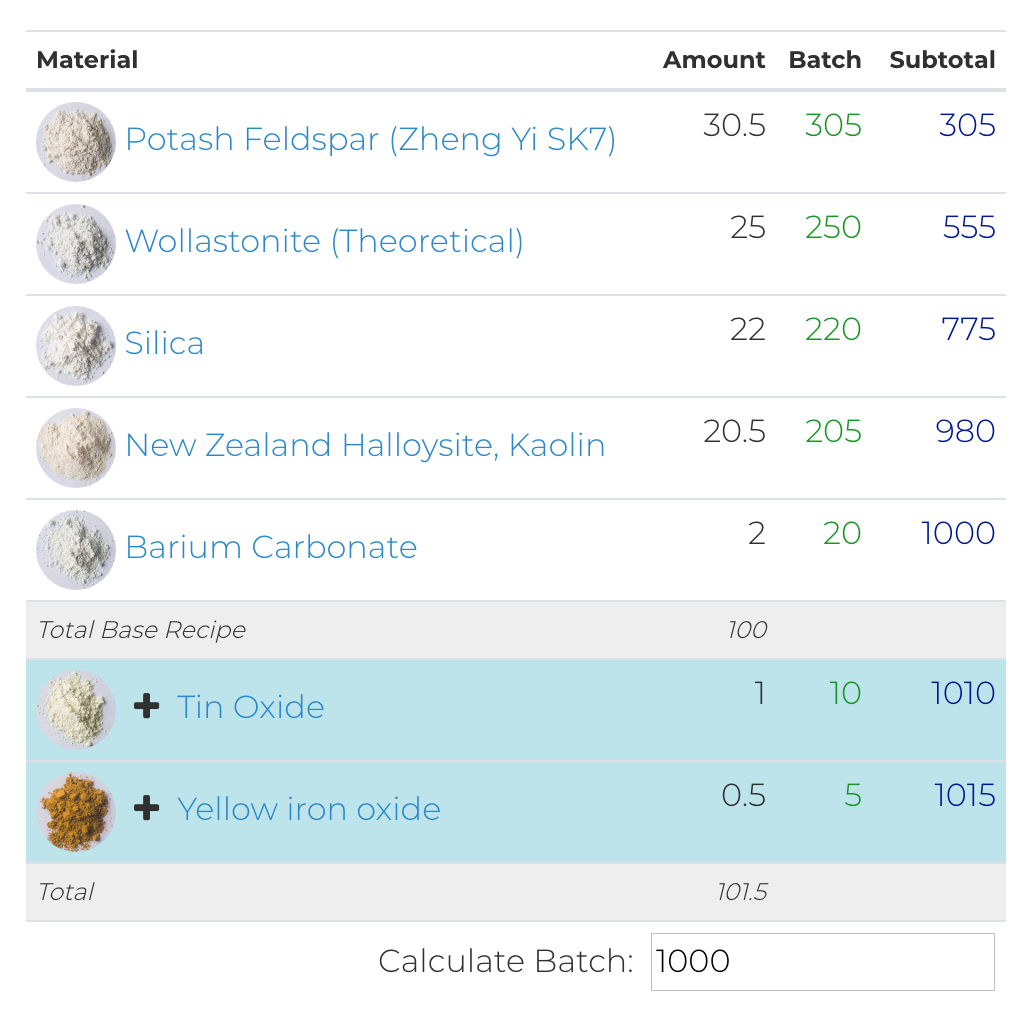 Material Amount Batch Subtotal
Potash Feldspar (Zheng Yi SK7) 30.5 305 305
Wollastonite (Theoretical) 25 250 555
Silica 22 220 775
New Zealand Halloysite, Kaolin 20.5 205 980
Barium Carbonate 2 20 1000
Total Base Recipe 100
+ Tin Oxide 1 10 1010
+ Yellow iron oxide 0.5 5 1015
Total 101.5
Calculate Batch: 1000